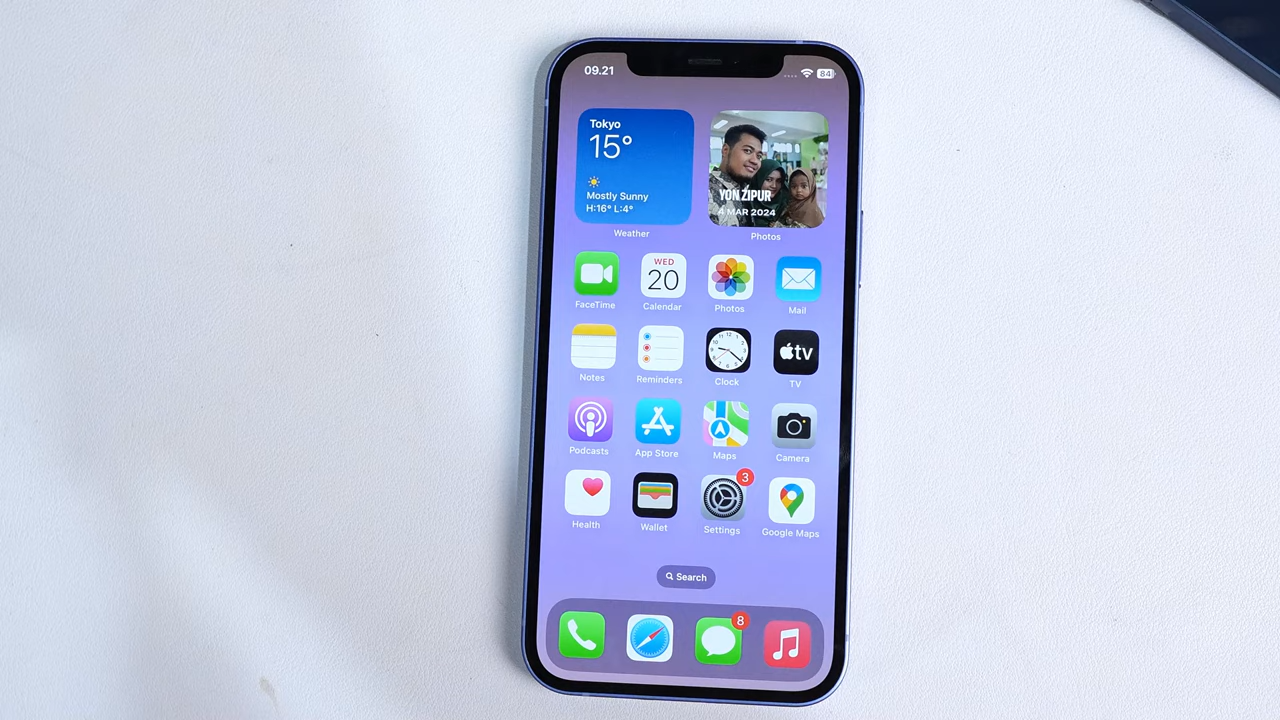 09.21
84
Tokyo
15°
Mostly Sunny
H:16° L:4°
Weather
YON ZIPUR
4 MAR 2024
Photos
WED
20
FaceTime
Calendar
Photos
Mail
tv
Notes
Reminders
Clock
TV
Podcasts
App Store
Maps
Camera
3
Health
Wallet
Settings
Google Maps
Search
8